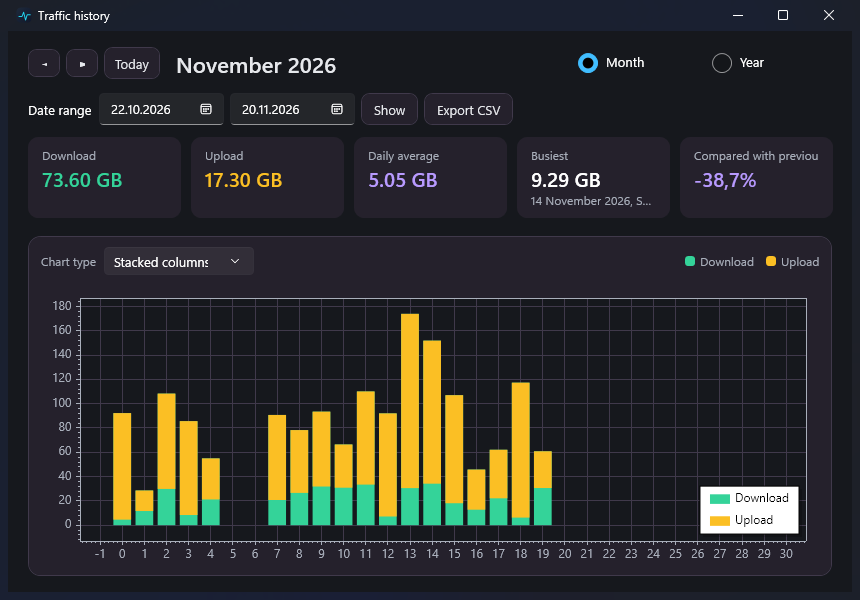 Traffic history
Today
November 2026
Month
Year
Date range
22.10.2026
20.11.2026
Show
Export CSV
Download
73.60 GB
Upload
17.30 GB
Daily average
5.05 GB
Busiest
9.29 GB
14 November 2026, S...
Compared with previou
-38,7%
Chart type
Stacked columns
Download
Upload
180
160
140
120
100
80
60
40
20
0
-1 0 1 2 3 4 5 6 7 8 9 10 11 12 13 14 15 16 17 18 19 20 21 22 23 24 25 26 27 28 29 30
Download
Upload